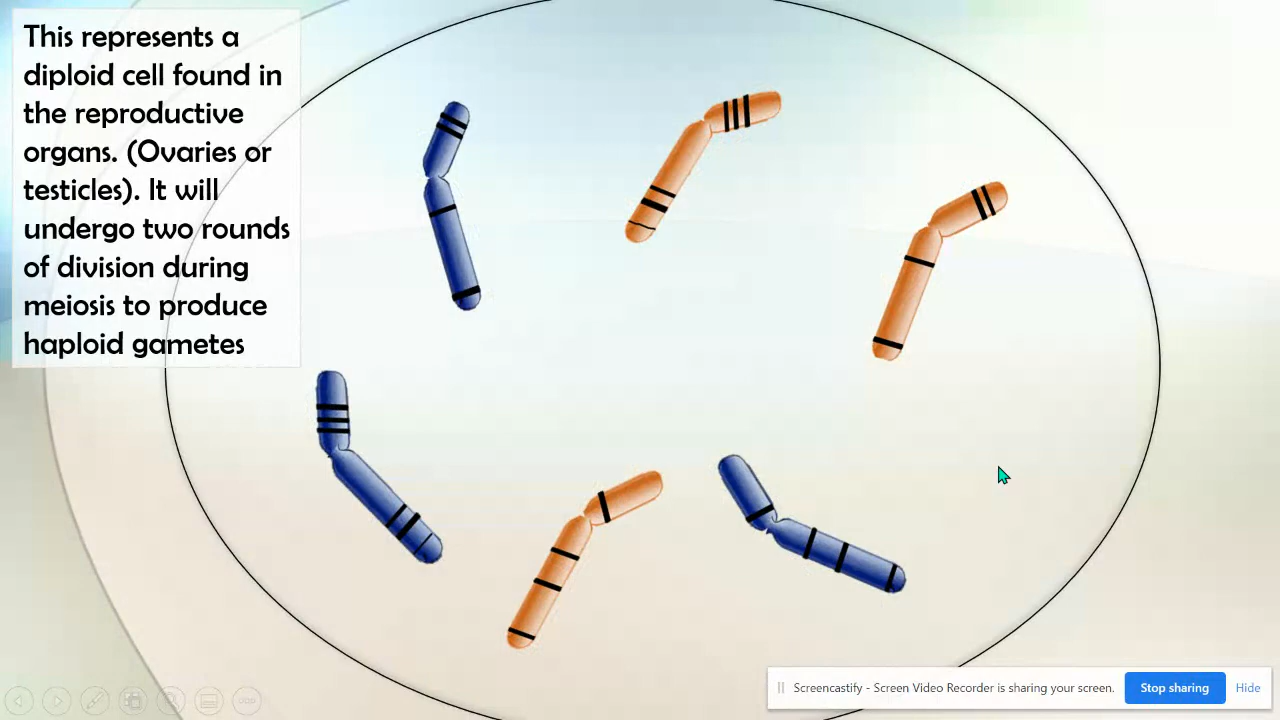 This represents a
diploid cell found in
the reproductive
organs. (Ovaries or
testicles). It will
undergo two rounds
of division during
meiosis to produce
haploid gametes
Screencastify - Screen Video Recorder is sharing your screen.
Stop sharing
Hide